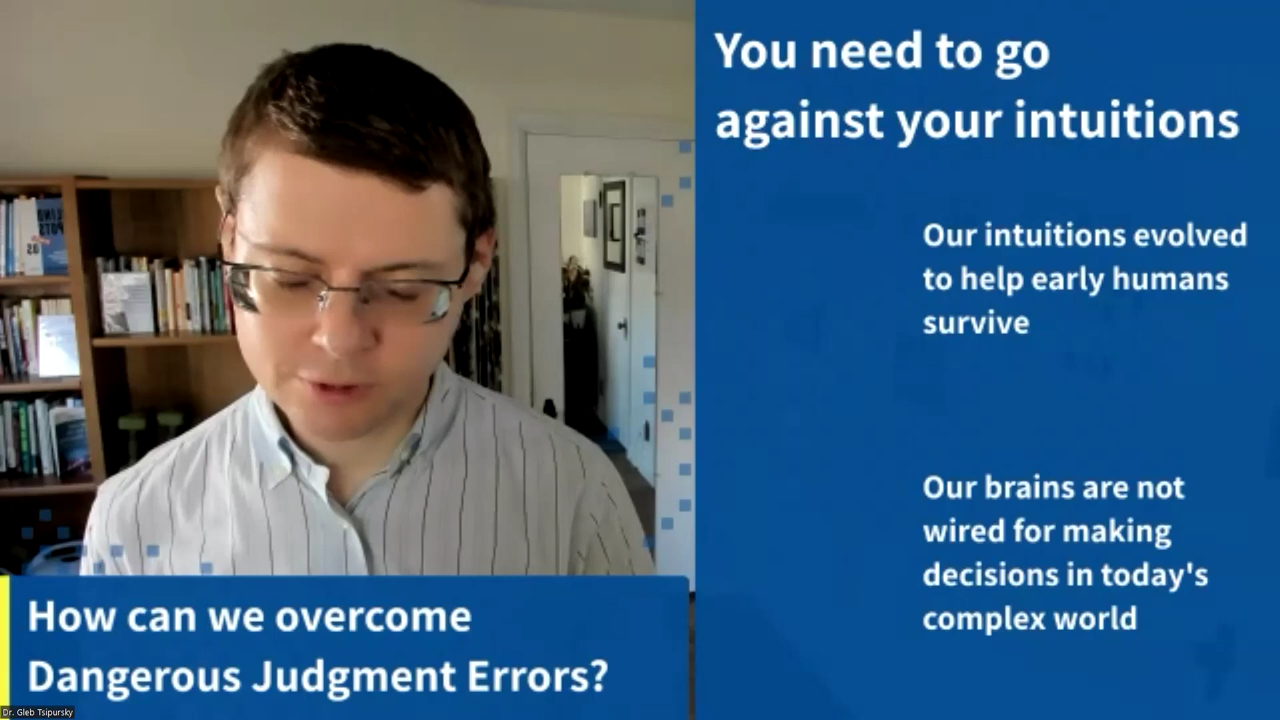 You need to go
against your intuitions
Our intuitions evolved
to help early humans
survive
Our brains are not
wired for making
decisions in today's
complex world
How can we overcome
Dangerous Judgment Errors?
Dr. Gleb Tsipursky